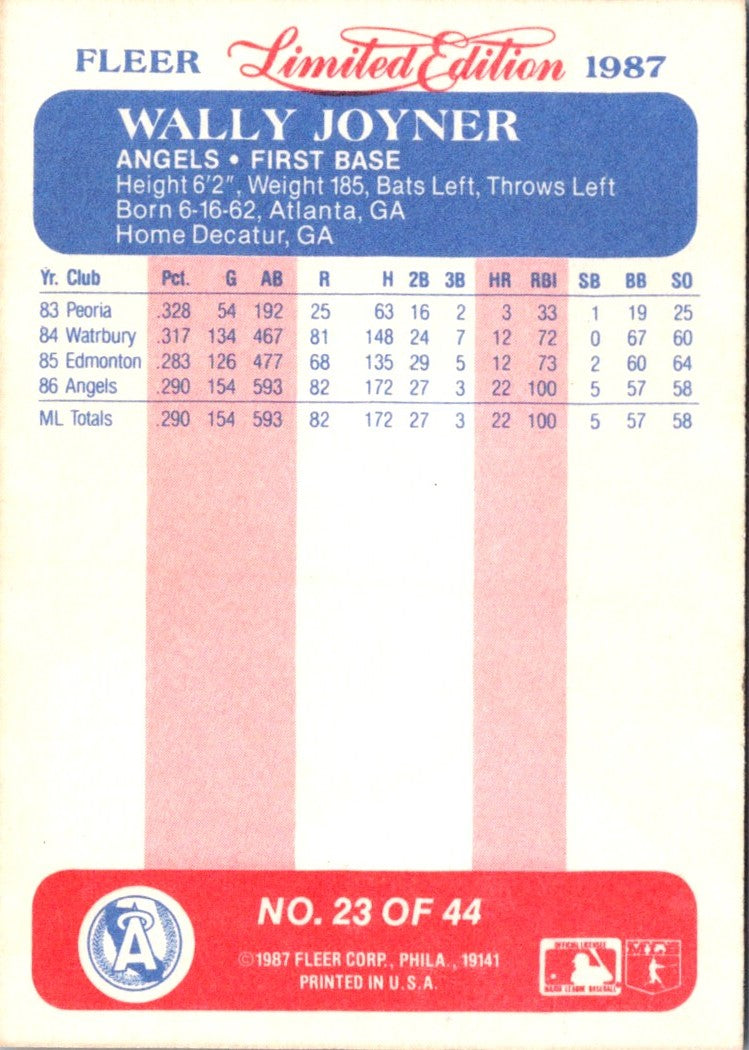 FLEER Limited Edition 1987
WALLY JOYNER
ANGELS • FIRST BASE
Height 6'2", Weight 185, Bats Left, Throws Left
Born 6-16-62, Atlanta, GA
Home Decatur, GA
Yr. Club Pct. G AB R H 2B 3B HR RBI SB BB SO
83 Peoria .328 54 192 25 63 16 2 3 33 1 19 25
84 Watrbury .317 134 467 81 148 24 7 12 72 0 67 60
85 Edmonton .283 126 477 68 135 29 5 12 73 2 60 64
86 Angels .290 154 593 82 172 27 3 22 100 5 57 58
ML Totals .290 154 593 82 172 27 3 22 100 5 57 58
A
NO. 23 OF 44
©1987 FLEER CORP., PHILA., 19141
PRINTED IN U.S.A.
OFFICIAL LICENSEE
MAJOR LEAGUE BASEBALL